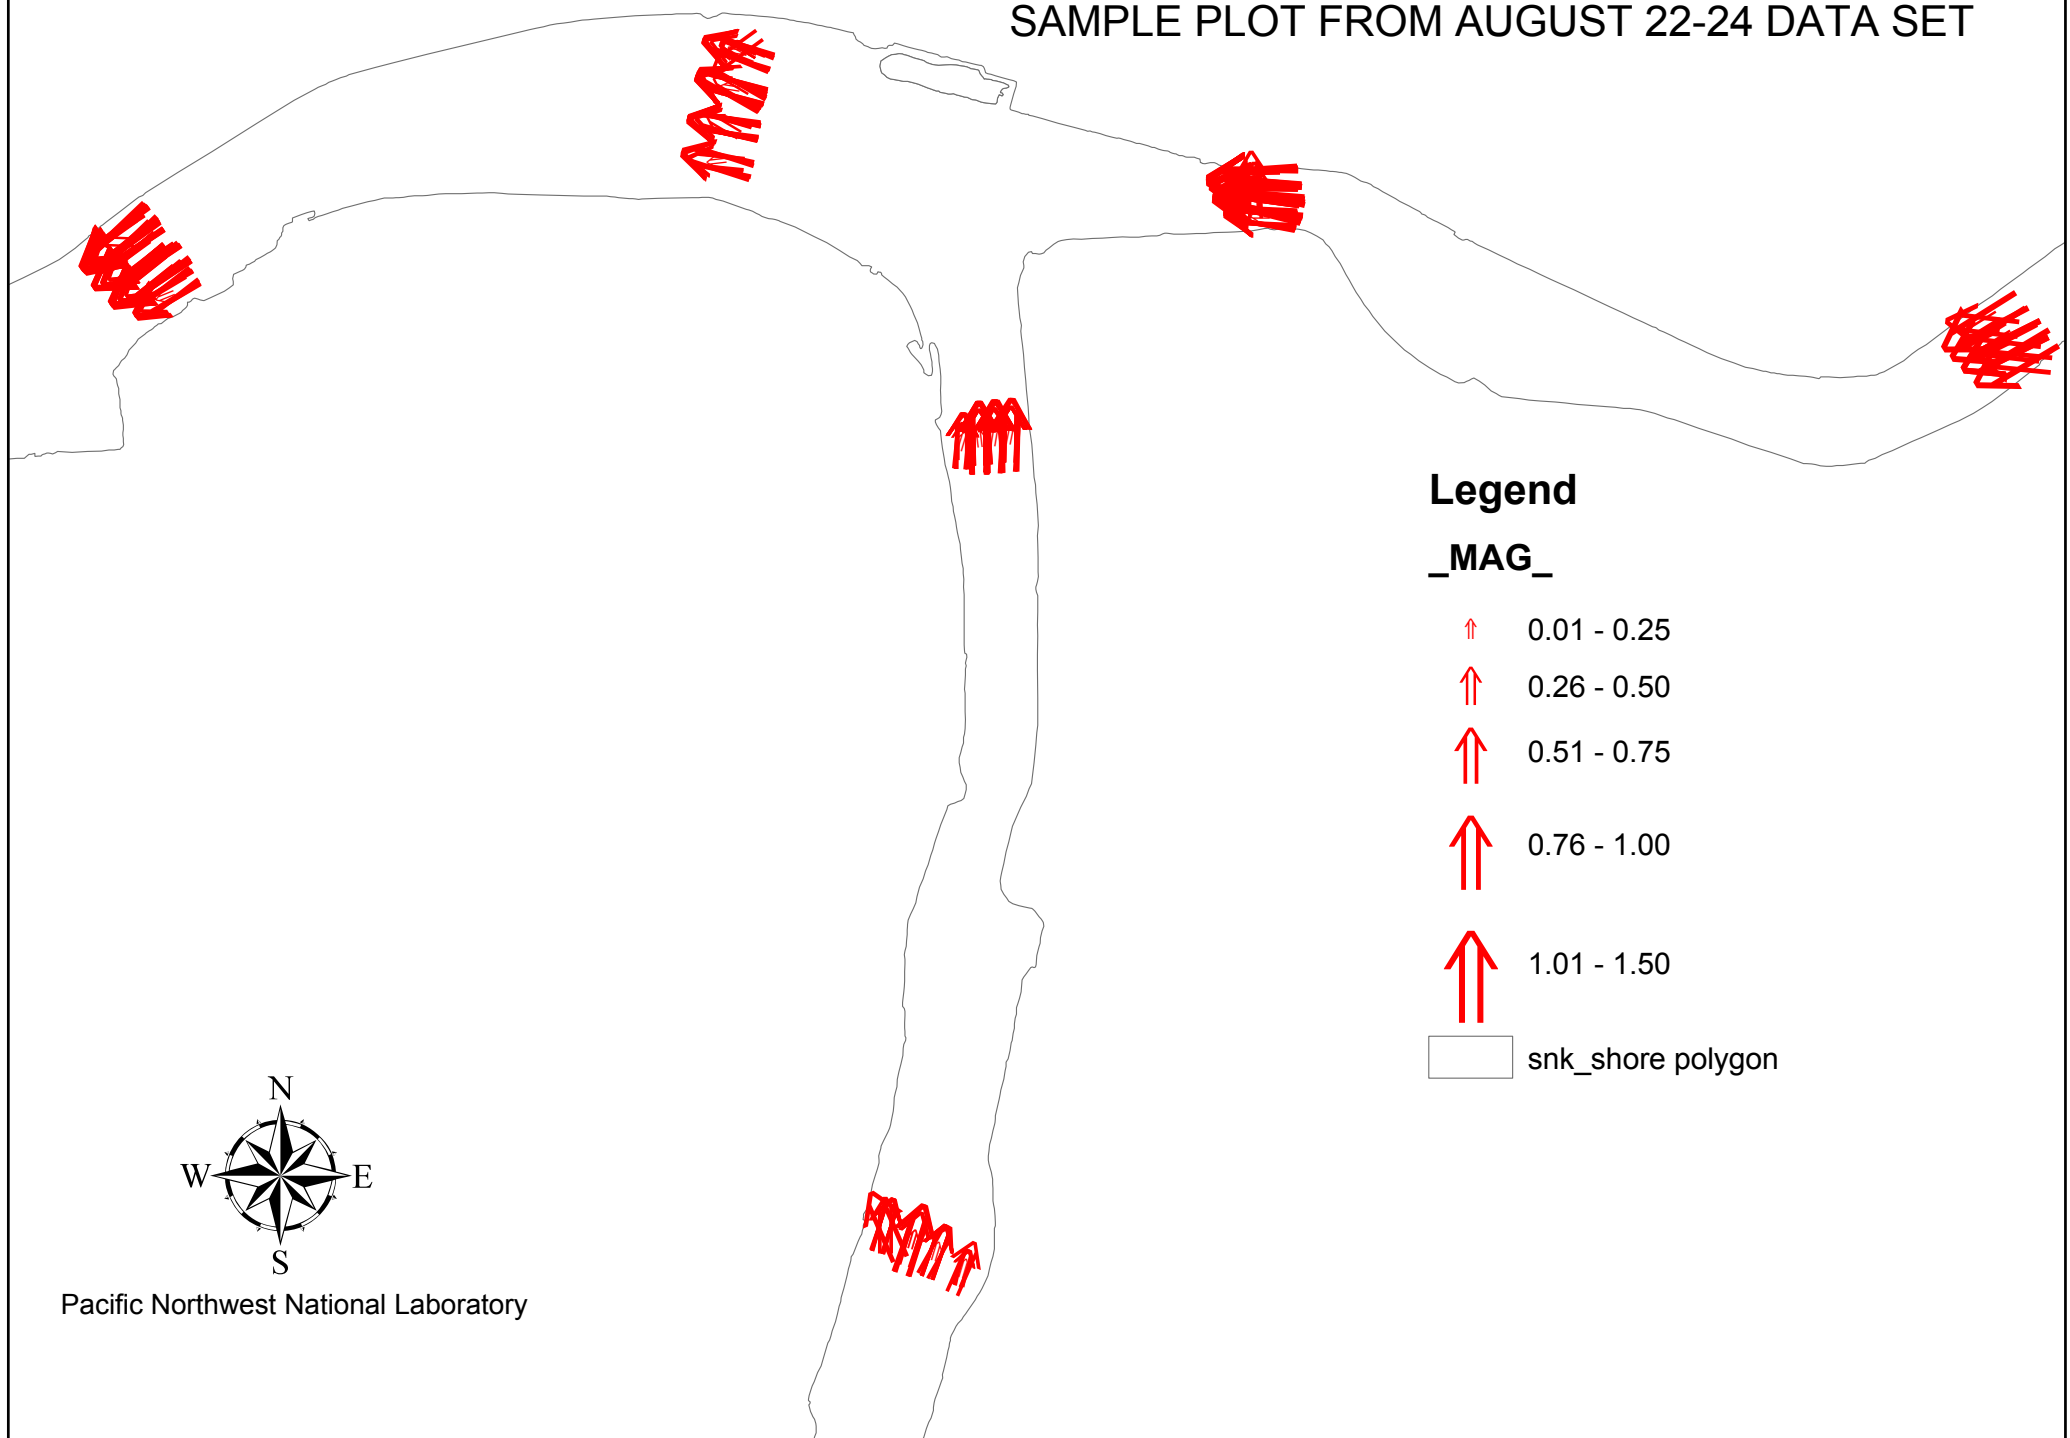 SAMPLE PLOT FROM AUGUST 22-24 DATA SET
Legend
_MAG_
0.01 - 0.25
0.26 - 0.50
0.51 - 0.75
0.76 - 1.00
1.01 - 1.50
snk_shore polygon
N
W E
S
Pacific Northwest National Laboratory